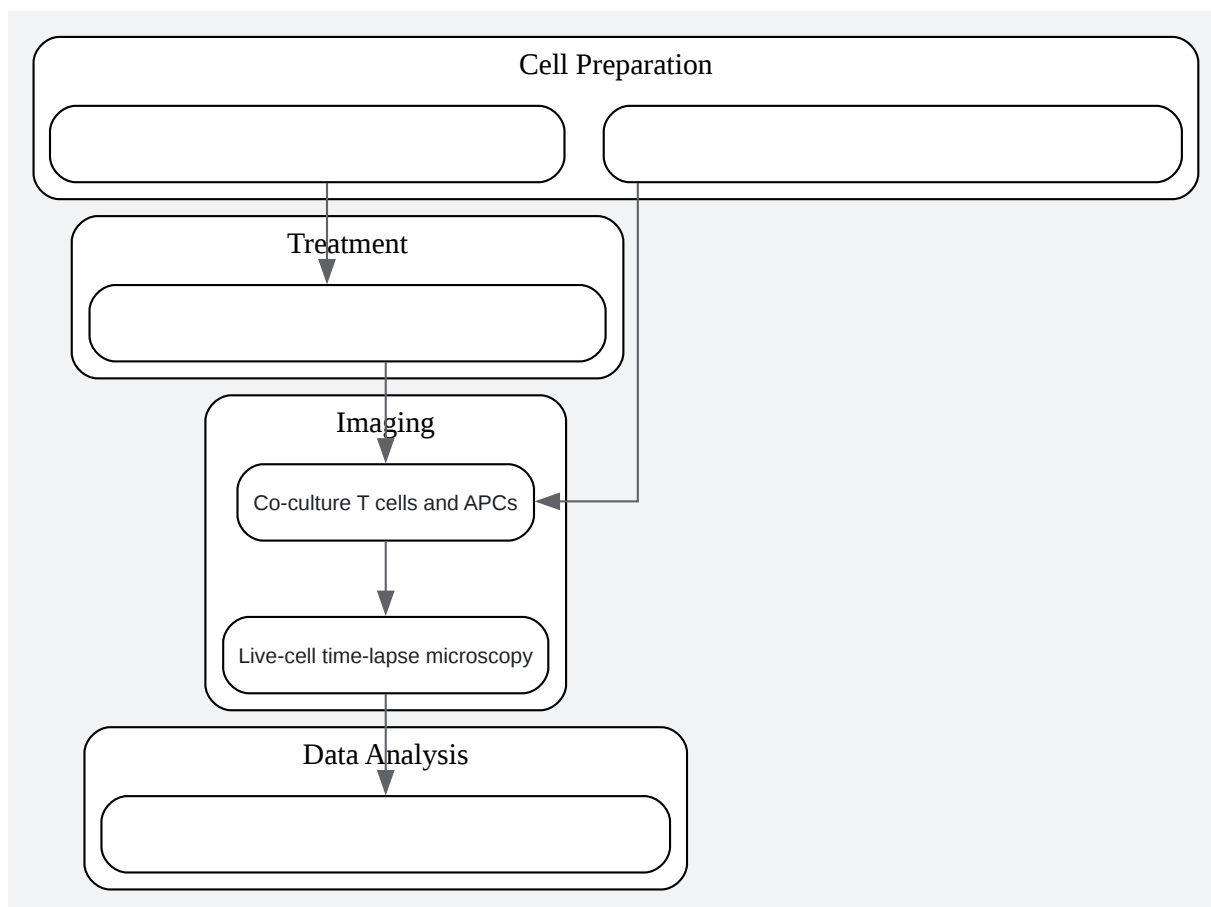 Cell Preparation
Treatment
Imaging
Co-culture T cells and APCs
Live-cell time-lapse microscopy
Data Analysis